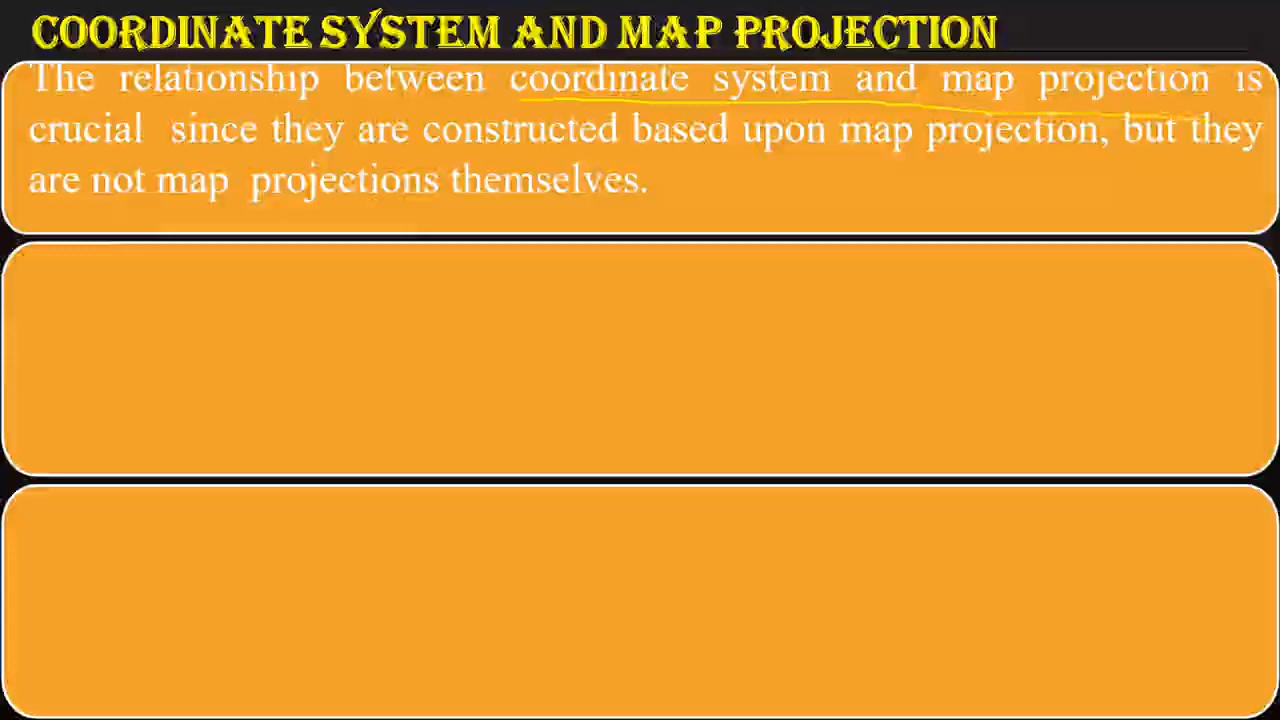 COORDINATE SYSTEM AND MAP PROJECTION
The relationship between coordinate system and map projection is
crucial since they are constructed based upon map projection, but they
are not map projections themselves.